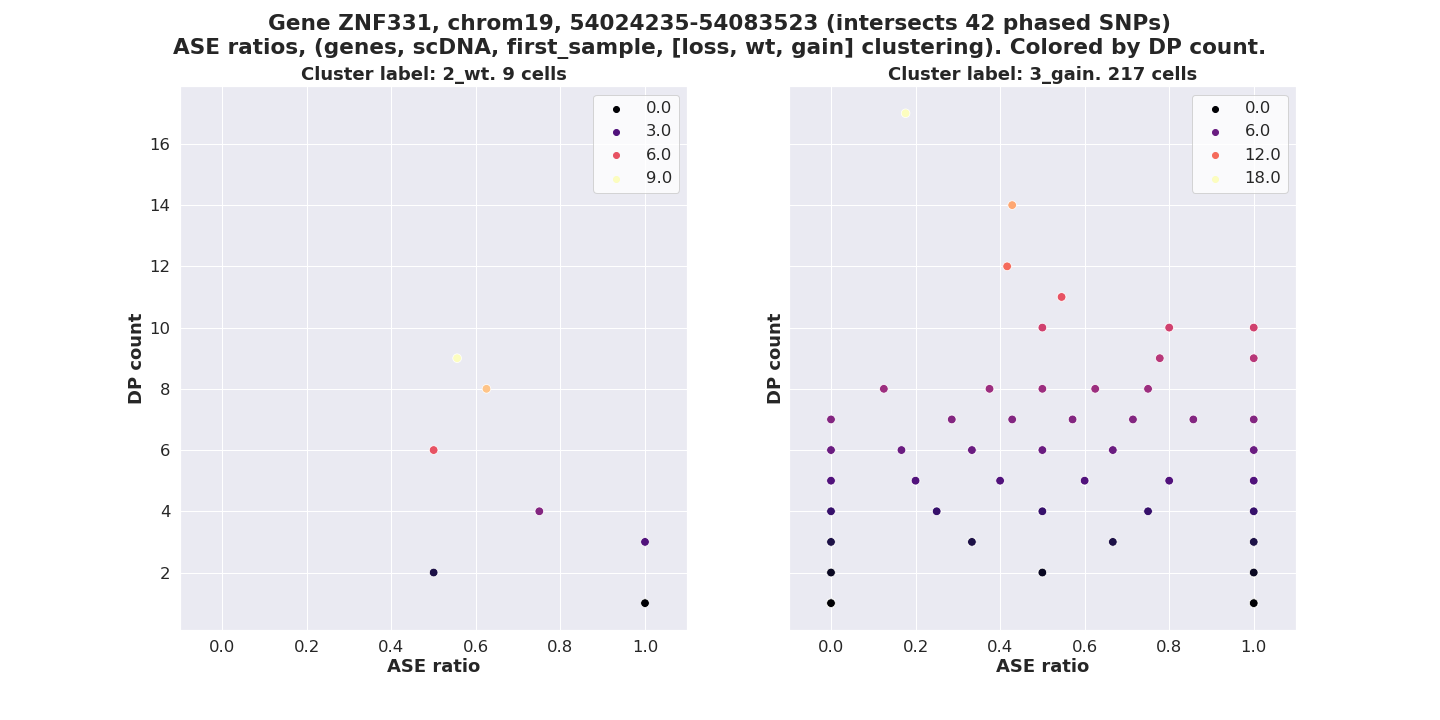 Gene ZNF331, chrom19, 54024235-54083523 (intersects 42 phased SNPs)
ASE ratios, (genes, scDNA, first_sample, [loss, wt, gain] clustering). Colored by DP count.
Cluster label: 2_wt. 9 cells
0.0
3.0
6.0
9.0
16
14
12
10
8
6
4
2
DP count
0.0 0.2 0.4 0.6 0.8 1.0
ASE ratio
Cluster label: 3_gain. 217 cells
0.0
6.0
12.0
18.0
DP count
0.0 0.2 0.4 0.6 0.8 1.0
ASE ratio